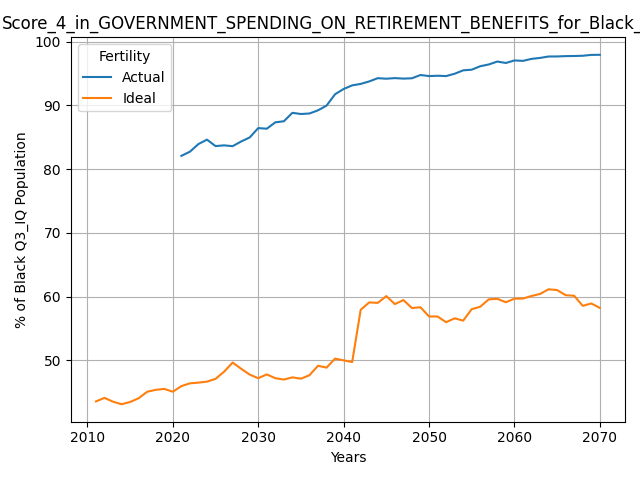 Score_4_in_GOVERNMENT_SPENDING_ON_RETIREMENT_BENEFITS_for_Black_
100
90
80
70
60
50
% of Black Q3_IQ Population
Fertility
Actual
Ideal
2010 2020 2030 2040 2050 2060 2070
Years